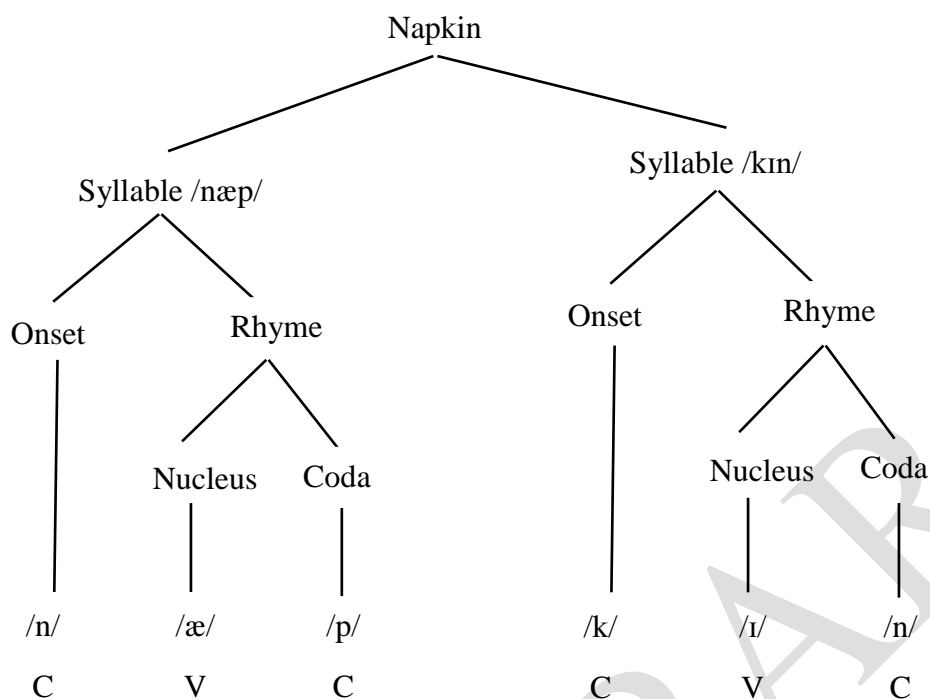 Napkin
Syllable /næp/ Syllable /kɪn/
Onset Rhyme Onset Rhyme
Nucleus Coda Nucleus Coda
/n/ /æ/ /p/ /k/ /ɪ/ /n/
C V C C V C